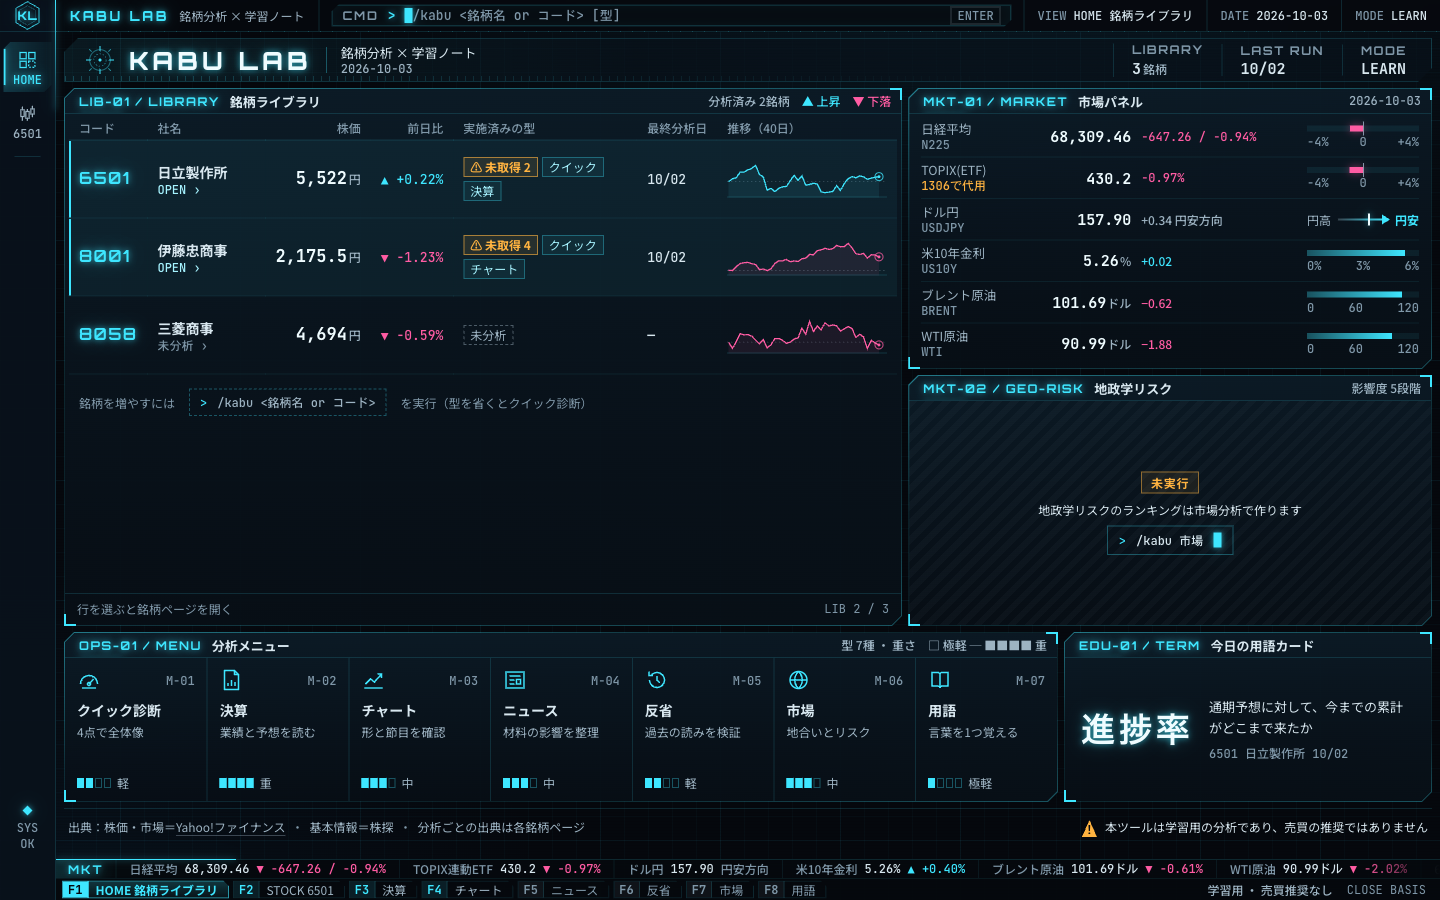 KL KABU LAB 銘柄分析 × 学習ノート CMD > /kabu <銘柄名 or コード> [型] ENTER VIEW HOME 銘柄ライブラリ DATE 2026-10-03 MODE LEARN
HOME
6501
SYS
OK
KABU LAB 銘柄分析 × 学習ノート
2026-10-03
LIBRARY
3銘柄
LAST RUN
10/02
MODE
LEARN
LIB-01 / LIBRARY 銘柄ライブラリ 分析済み 2銘柄 ▲ 上昇 ▼ 下落
コード 社名 株価 前日比 実施済みの型 最終分析日 推移（40日）
6501 日立製作所 5,522円 ▲ +0.22% ⚠ 未取得 2 クイック 決算 10/02
OPEN ›
8001 伊藤忠商事 2,175.5円 ▼ -1.23% ⚠ 未取得 4 クイック チャート 10/02
OPEN ›
8058 三菱商事 4,694円 ▼ -0.59% 未分析 –
未分析 ›
銘柄を増やすには > /kabu <銘柄名 or コード> を実行（型を省くとクイック診断）
行を選ぶと銘柄ページを開く LIB 2 / 3
MKT-01 / MARKET 市場パネル 2026-10-03
日経平均 68,309.46 -647.26 / -0.94%
N225 -4% 0 +4%
TOPIX(ETF) 430.2 -0.97%
1306で代用 -4% 0 +4%
ドル円 157.90 +0.34 円安方向 円高 円安
USDJPY
米10年金利 5.26% +0.02
US10Y 0% 3% 6%
ブレント原油 101.69ドル −0.62
BRENT 0 60 120
WTI原油 90.99ドル −1.88
WTI 0 60 120
MKT-02 / GEO-RISK 地政学リスク 影響度 5段階
未実行
地政学リスクのランキングは市場分析で作ります
> /kabu 市場
OPS-01 / MENU 分析メニュー 型 7種 ・ 重さ □ 極軽 — ■■■■ 重
M-01
クイック診断
4点で全体像
軽
M-02
決算
業績と予想を読む
重
M-03
チャート
形と節目を確認
中
M-04
ニュース
材料の影響を整理
中
M-05
反省
過去の読みを検証
軽
M-06
市場
地合いとリスク
中
M-07
用語
言葉を1つ覚える
極軽
EDU-01 / TERM 今日の用語カード
進捗率
通期予想に対して、今までの累計
がどこまで来たか
6501 日立製作所 10/02
出典：株価・市場＝Yahoo!ファイナンス ・ 基本情報＝株探 ・ 分析ごとの出典は各銘柄ページ
本ツールは学習用の分析であり、売買の推奨ではありません
MKT 日経平均 68,309.46 ▼ -647.26 / -0.94% TOPIX連動ETF 430.2 ▼ -0.97% ドル円 157.90 円安方向 米10年金利 5.26% ▲ +0.40% ブレント原油 101.69ドル ▼ -0.61% WTI原油 90.99ドル ▼ -2.02%
F1 HOME 銘柄ライブラリ F2 STOCK 6501 F3 決算 F4 チャート F5 ニュース F6 反省 F7 市場 F8 用語 学習用 ・ 売買推奨なし CLOSE BASIS